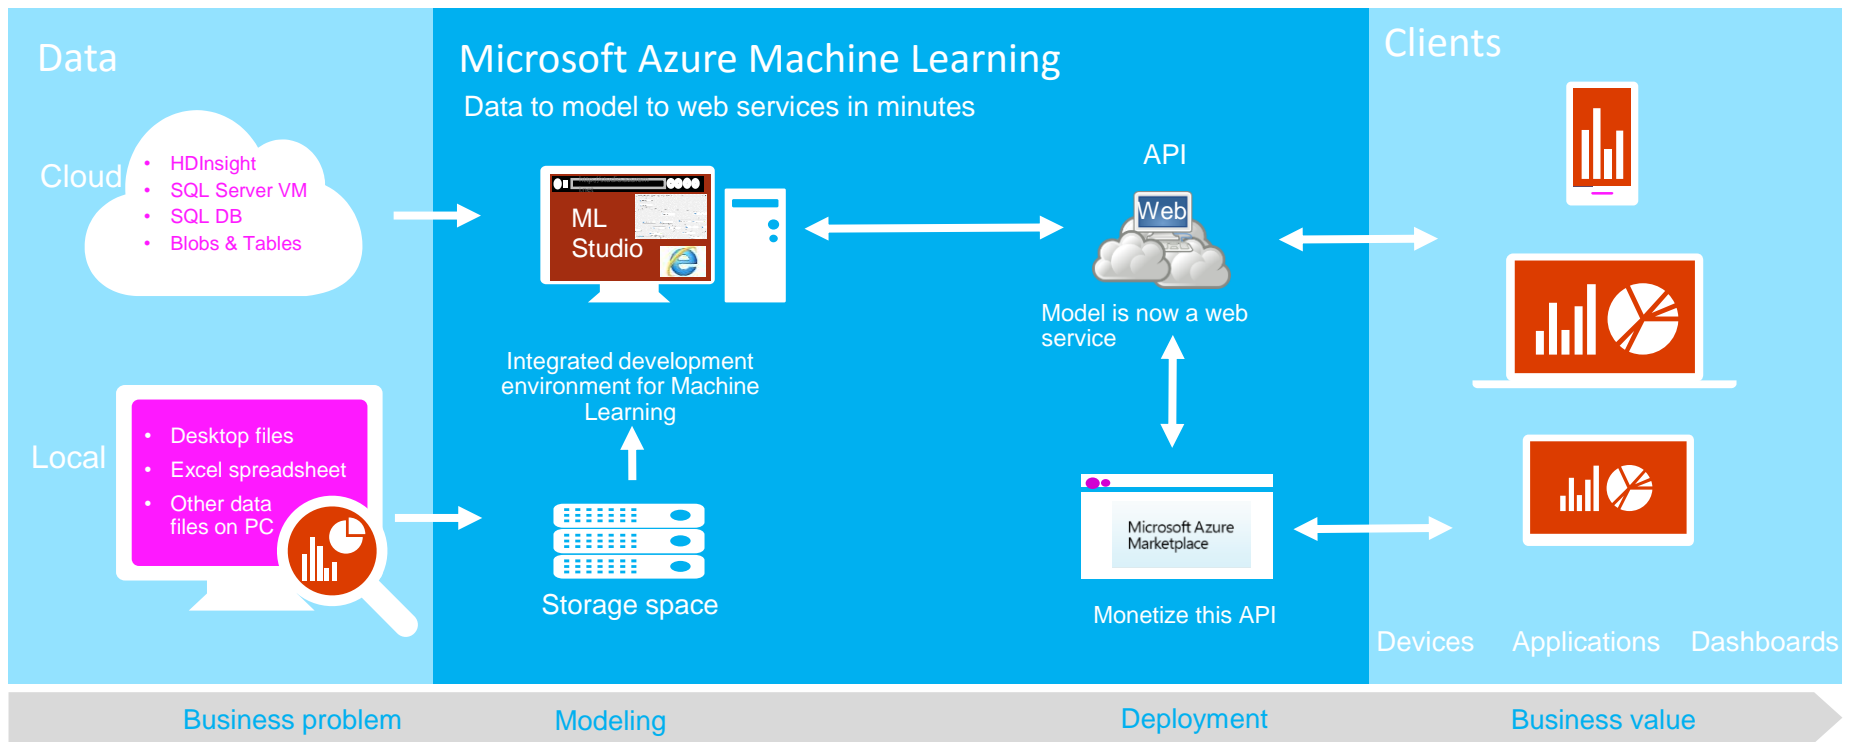 Data
Cloud
• HDInsight
• SQL Server VM
• SQL DB
• Blobs & Tables
Local
• Desktop files
• Excel spreadsheet
• Other data
files on PC
Microsoft Azure Machine Learning
Data to model to web services in minutes
ML
Studio
Integrated development
environment for Machine
Learning
Storage space
API
Web
Model is now a web
service
Microsoft Azure
Marketplace
Monetize this API
Clients
Devices Applications Dashboards
Business problem
Modeling
Deployment
Business value